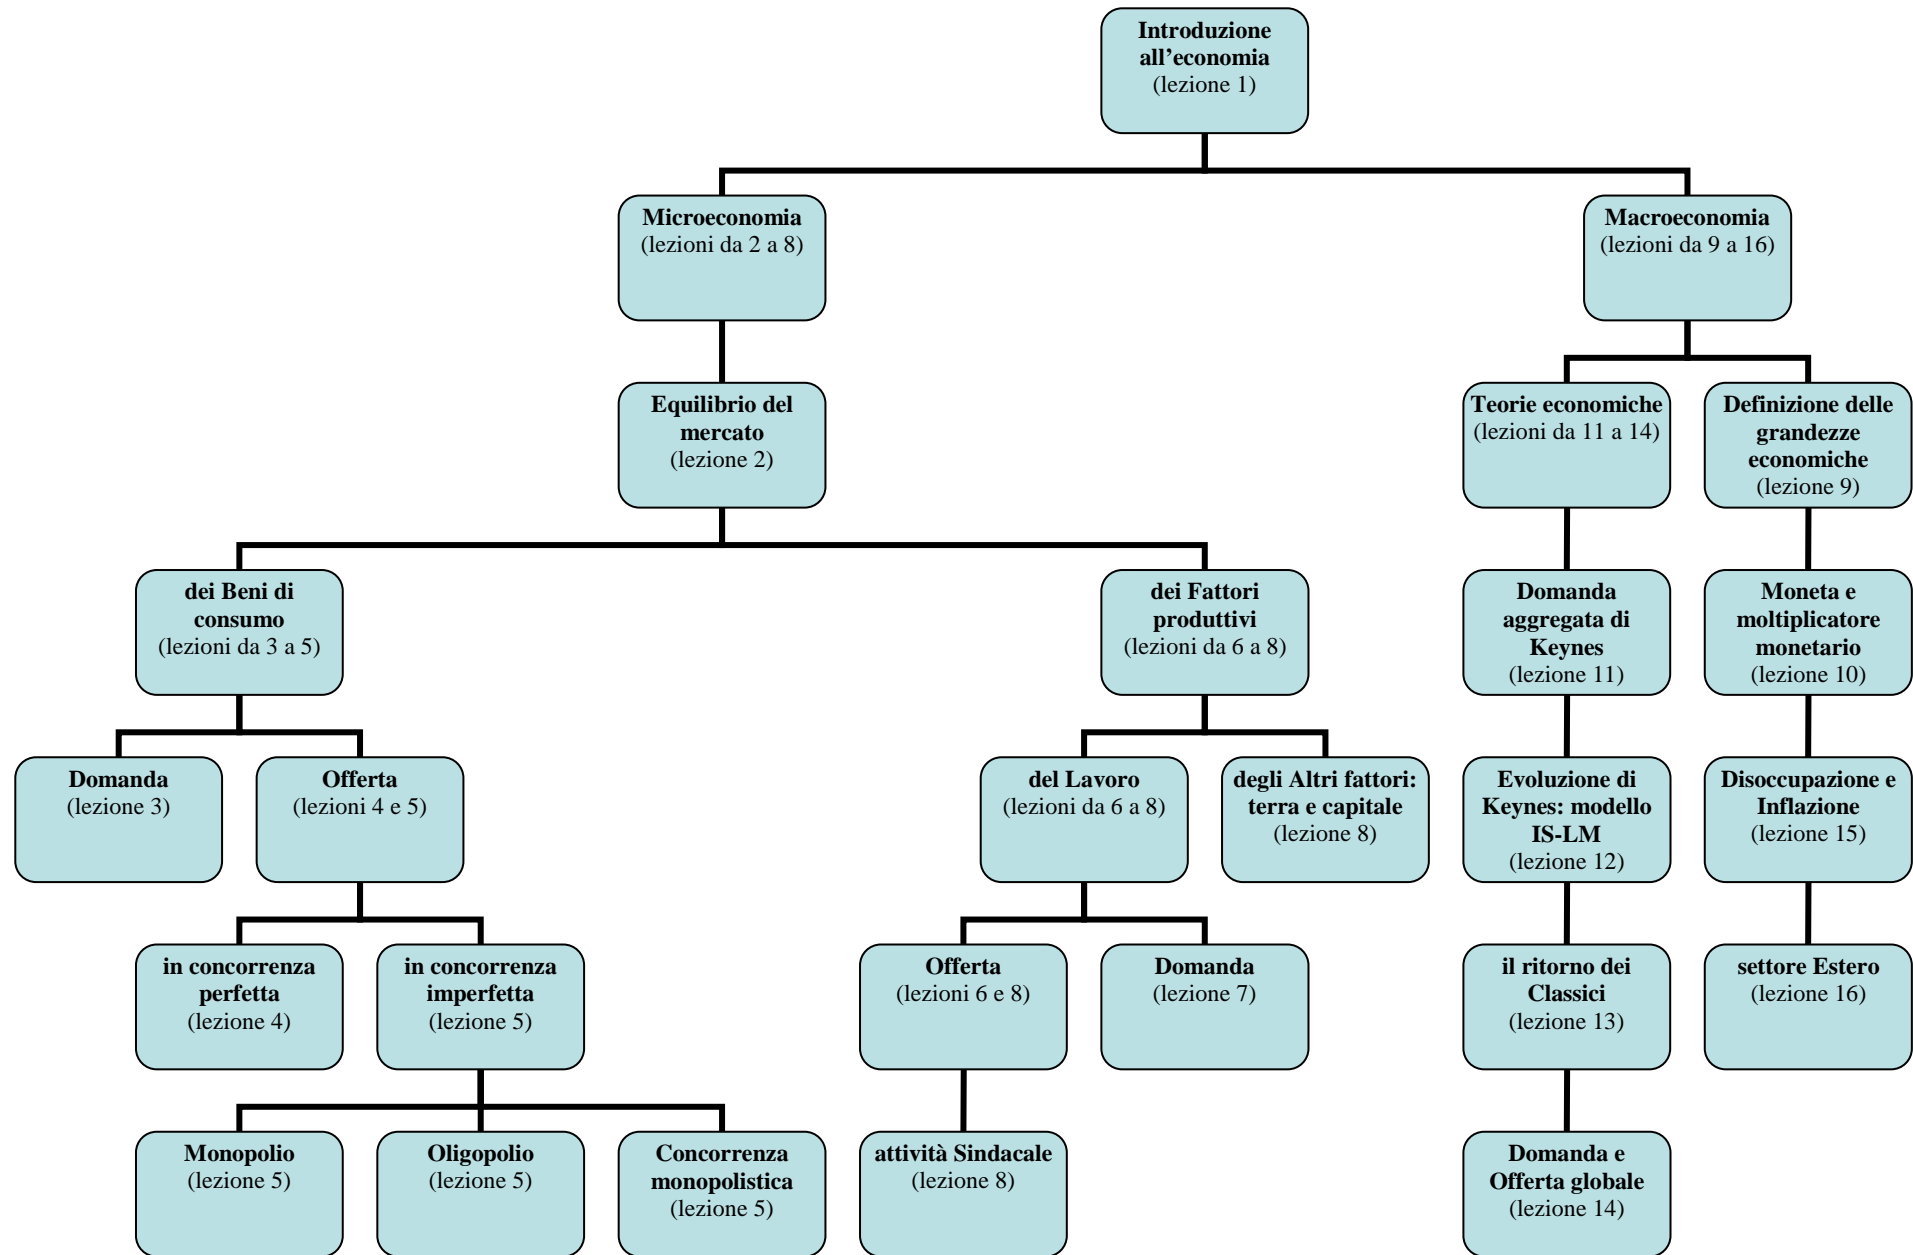 Introduzione
all’economia
(lezione 1)
Microeconomia
(lezioni da 2 a 8)
Macroeconomia
(lezioni da 9 a 16)
Equilibrio del
mercato
(lezione 2)
Teorie economiche
(lezioni da 11 a 14)
Definizione delle
grandezze
economiche
(lezione 9)
dei Beni di
consumo
(lezioni da 3 a 5)
dei Fattori
produttivi
(lezioni da 6 a 8)
Domanda
aggregata di
Keynes
(lezione 11)
Moneta e
moltiplicatore
monetario
(lezione 10)
Domanda
(lezione 3)
Offerta
(lezioni 4 e 5)
del Lavoro
(lezioni da 6 a 8)
degli Altri fattori:
terra e capitale
(lezione 8)
Evoluzione di
Keynes: modello
IS-LM
(lezione 12)
Disoccupazione e
Inflazione
(lezione 15)
in concorrenza
perfetta
(lezione 4)
in concorrenza
imperfetta
(lezione 5)
Offerta
(lezioni 6 e 8)
Domanda
(lezione 7)
il ritorno dei
Classici
(lezione 13)
settore Estero
(lezione 16)
Monopolio
(lezione 5)
Oligopolio
(lezione 5)
Concorrenza
monopolistica
(lezione 5)
attività Sindacale
(lezione 8)
Domanda e
Offerta globale
(lezione 14)